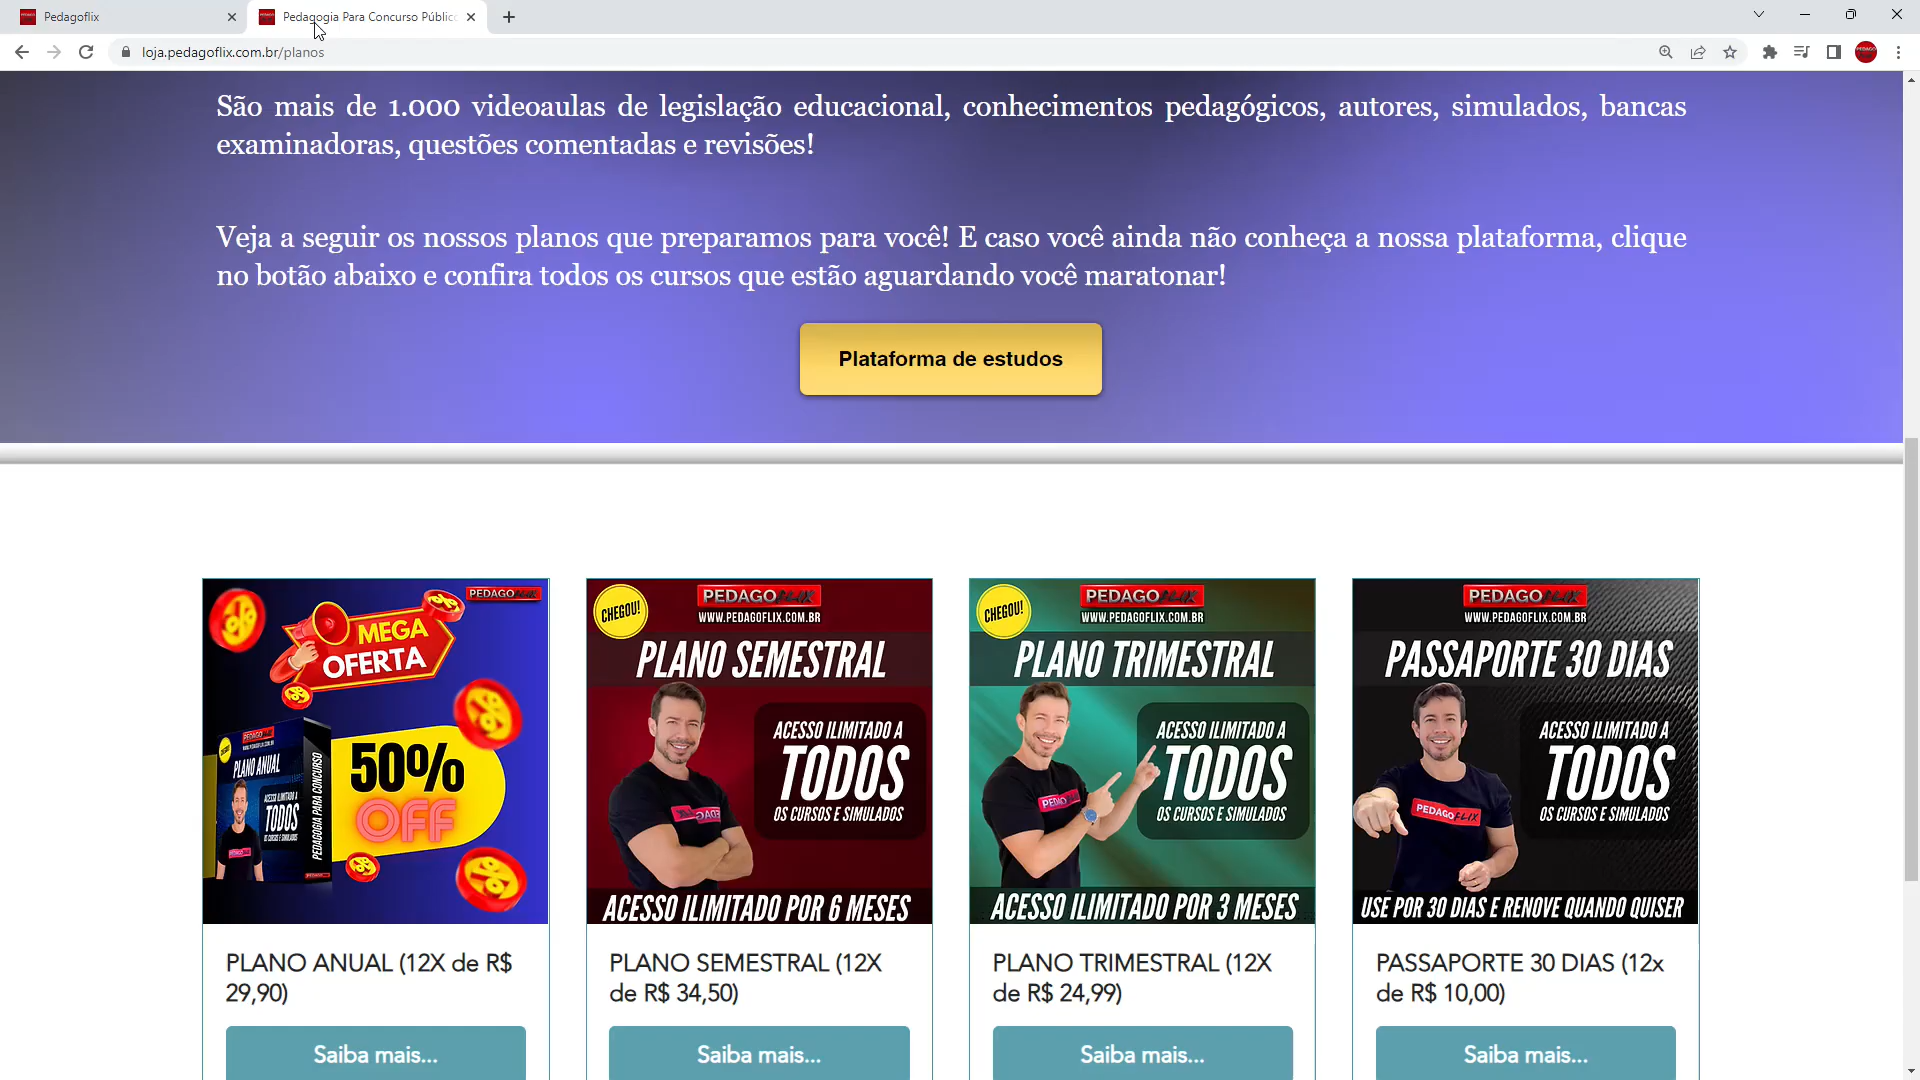 Pedagoflix
Pedagogia Para Concurso Público
loja.pedagoflix.com.br/planos
São mais de 1.000 videoaulas de legislação educacional, conhecimentos pedagógicos, autores, simulados, bancas
examinadoras, questões comentadas e revisões!
Veja a seguir os nossos planos que preparamos para você! E caso você ainda não conheça a nossa plataforma, clique
no botão abaixo e confira todos os cursos que estão aguardando você maratonar!
Plataforma de estudos
PEDAGOFLIX
MEGA
OFERTA
50%
OFF
PLANO ANUAL
ACESSO ILIMITADO A
TODOS
OS CURSOS E SIMULADOS
PEDAGOGIA PARA CONCURSO
PLANO ANUAL (12X de R$
29,90)
Saiba mais...
CHEGOU!
PEDAGOFLIX
WWW.PEDAGOFLIX.COM.BR
PLANO SEMESTRAL
ACESSO ILIMITADO A
TODOS
OS CURSOS E SIMULADOS
ACESSO ILIMITADO POR 6 MESES
PLANO SEMESTRAL (12X
de R$ 34,50)
Saiba mais...
CHEGOU!
PEDAGOFLIX
WWW.PEDAGOFLIX.COM.BR
PLANO TRIMESTRAL
ACESSO ILIMITADO A
TODOS
OS CURSOS E SIMULADOS
ACESSO ILIMITADO POR 3 MESES
PLANO TRIMESTRAL (12X
de R$ 24,99)
Saiba mais...
PEDAGOFLIX
WWW.PEDAGOFLIX.COM.BR
PASSAPORTE 30 DIAS
ACESSO ILIMITADO A
TODOS
OS CURSOS E SIMULADOS
PEDAGOFLIX
USE POR 30 DIAS E RENOVE QUANDO QUISER
PASSAPORTE 30 DIAS (12x
de R$ 10,00)
Saiba mais...